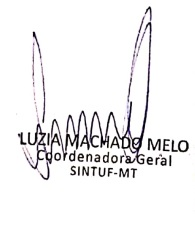 LUZIA MACHADO MELO
Coordenadora Geral
SINTUF-MT